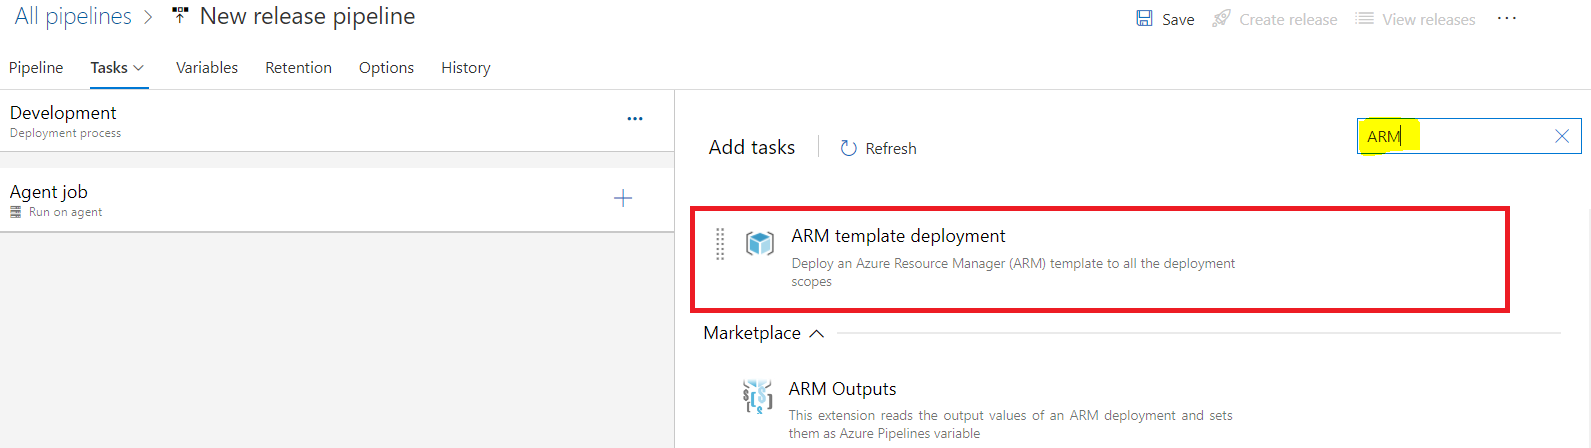 All pipelines > New release pipeline
Save Create release View releases ...
Pipeline Tasks Variables Retention Options History
Development
Deployment process
Agent job
Run on agent
Add tasks Refresh
ARM
ARM template deployment
Deploy an Azure Resource Manager (ARM) template to all the deployment
scopes
Marketplace
ARM Outputs
This extension reads the output values of an ARM deployment and sets
them as Azure Pipelines variable